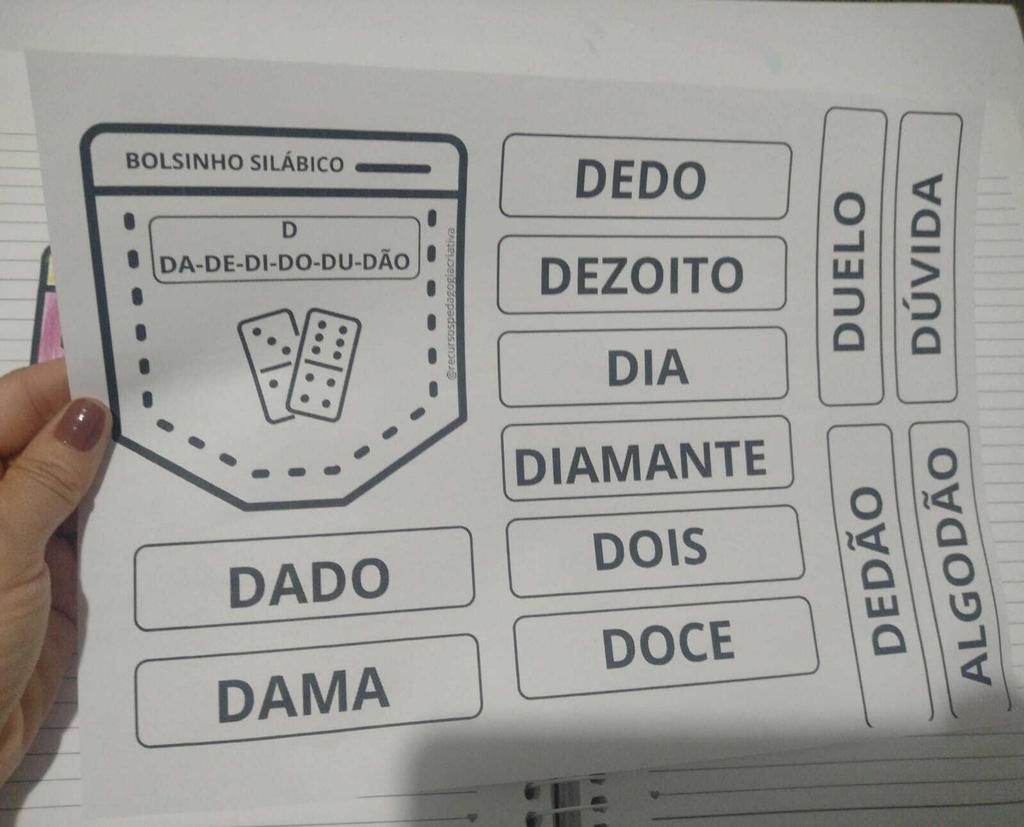 BOLSINHO SILÁBICO
D
DA-DE-DI-DO-DU-DÃO
@recursospedagogiacriativa
DADO
DAMA
DEDO
DEZOITO
DIA
DIAMANTE
DOIS
DOCE
DUELO
DÚVIDA
DEDÃO
ALGODÃO